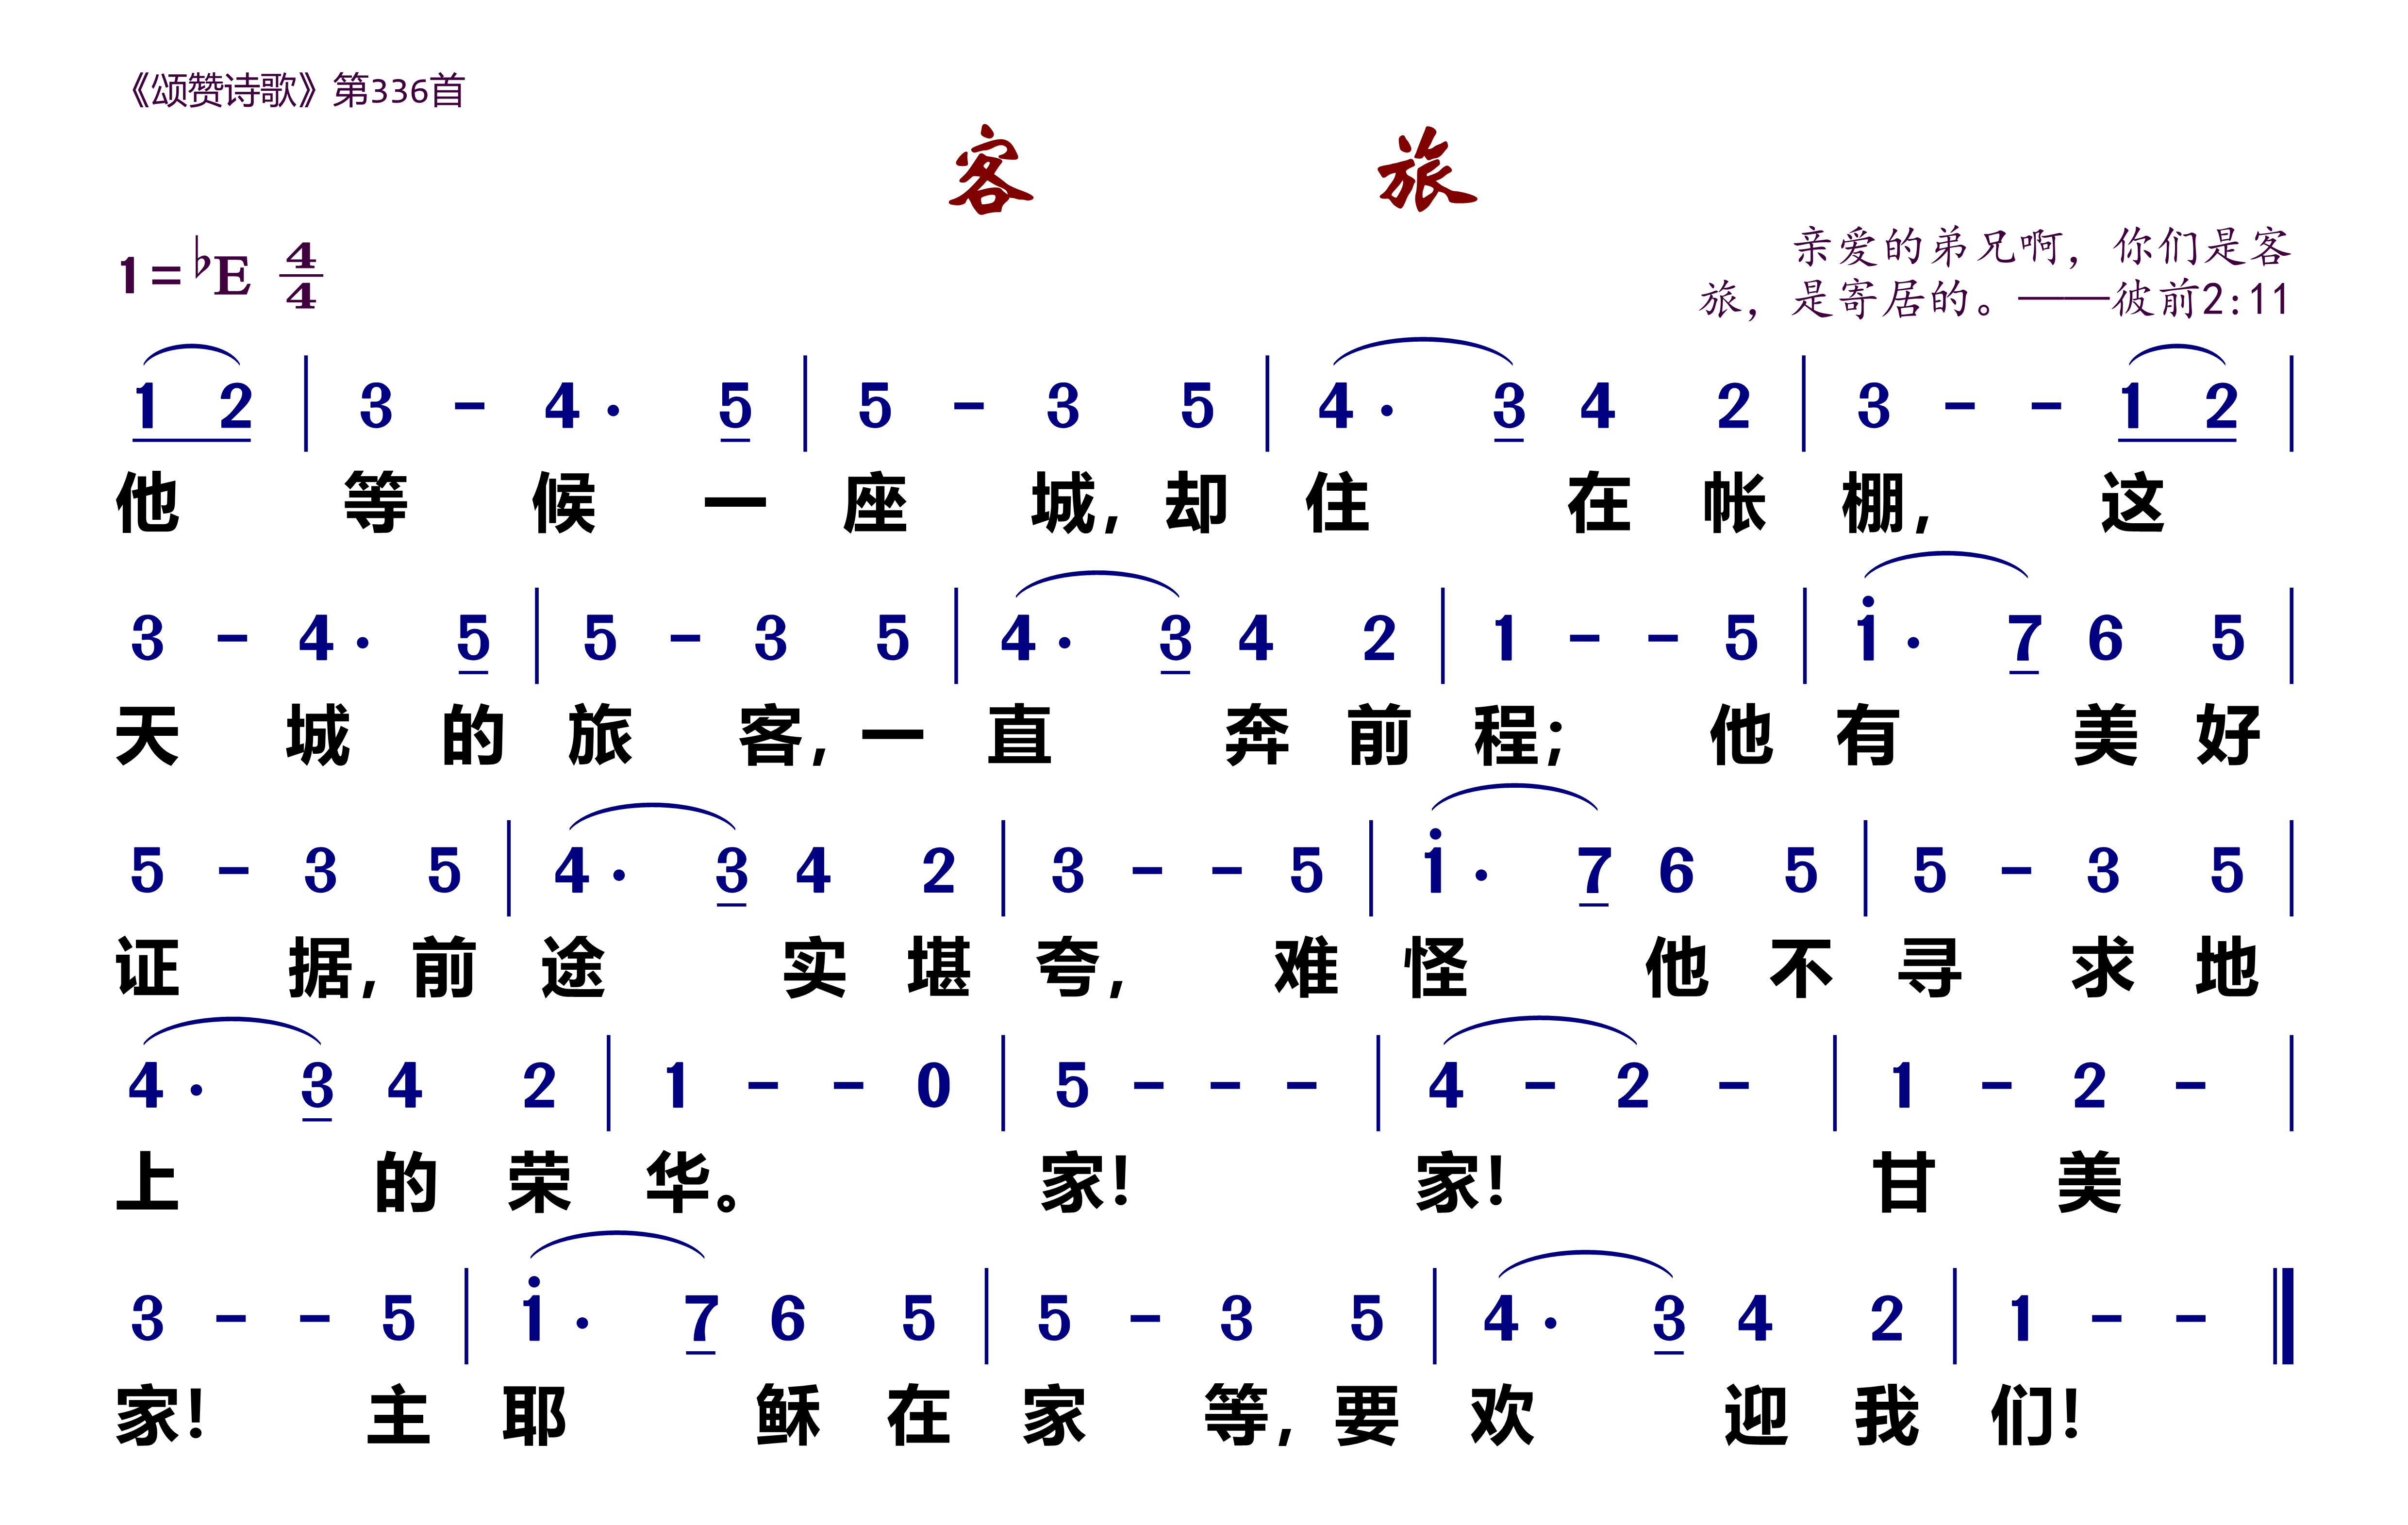 《颂赞诗歌》第336首
客 旅
1=♭E 4/4
亲爱的弟兄啊，你们是客
旅，是寄居的。——彼前2:11
1 2 | 3 - 4 · 5 | 5 - 3 5 | 4 · 3 4 2 | 3 - - 1 2 |
他 等 候 一 座 城, 却 住 在 帐 棚, 这
3 - 4 · 5 | 5 - 3 5 | 4 · 3 4 2 | 1 - - 5 | i · 7 6 5 |
天 城 的 旅 客, 一 直 奔 前 程; 他 有 美 好
5 - 3 5 | 4 · 3 4 2 | 3 - - 5 | i · 7 6 5 | 5 - 3 5 |
证 据, 前 途 实 堪 夸, 难 怪 他 不 寻 求 地
4 · 3 4 2 | 1 - - 0 | 5 - - - | 4 - 2 - | 1 - 2 - |
上 的 荣 华。 家! 家! 甘 美
3 - - 5 | i · 7 6 5 | 5 - 3 5 | 4 · 3 4 2 | 1 - - ‖
家! 主 耶 稣 在 家 等, 要 欢 迎 我 们!